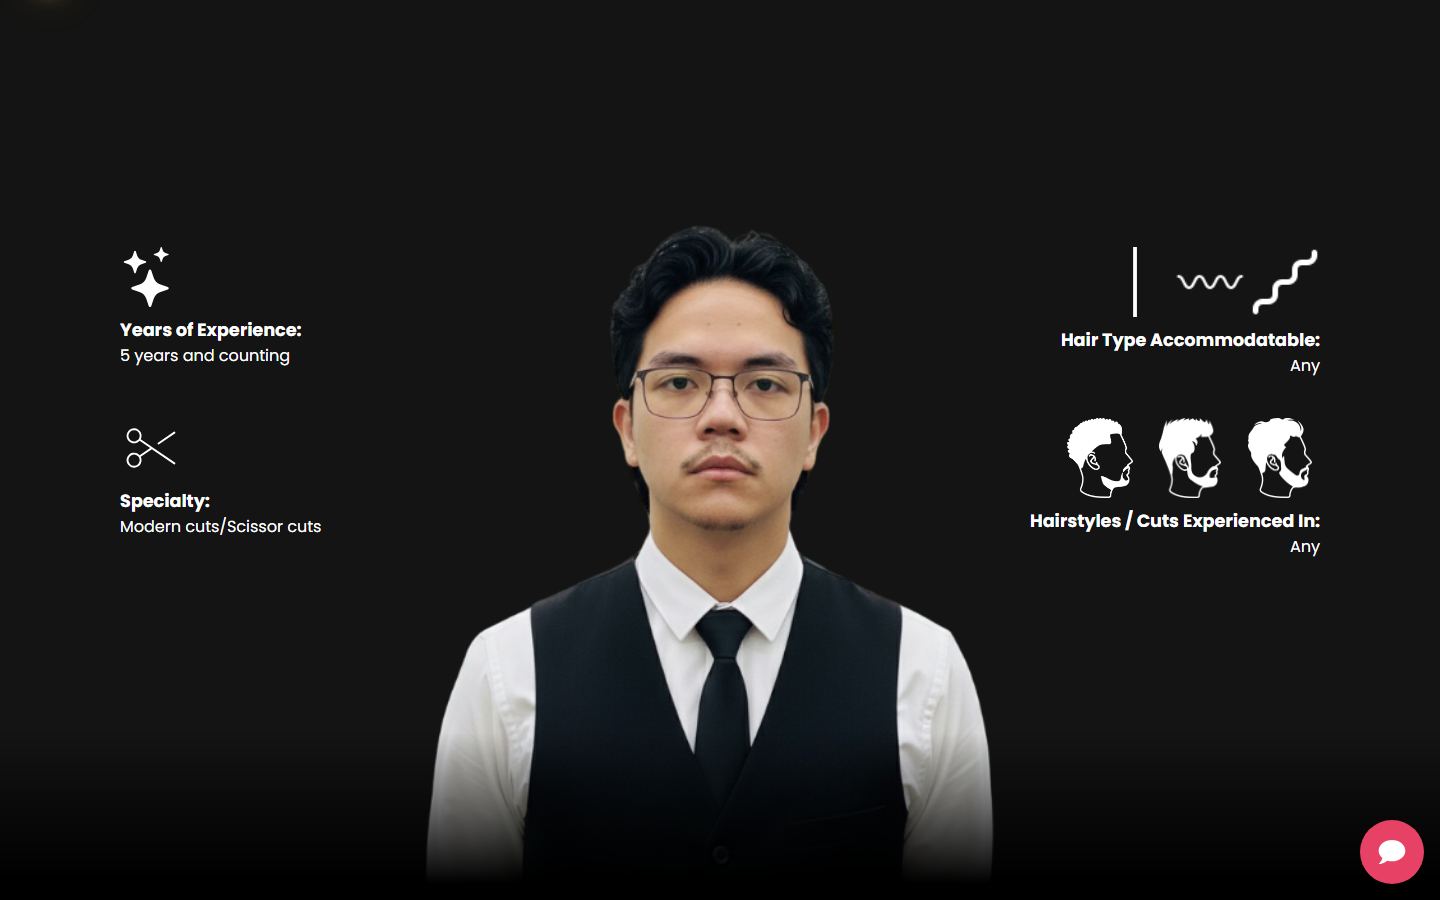 Years of Experience:
5 years and counting
Specialty:
Modern cuts/Scissor cuts
Hair Type Accommodatable:
Any
Hairstyles / Cuts Experienced In:
Any